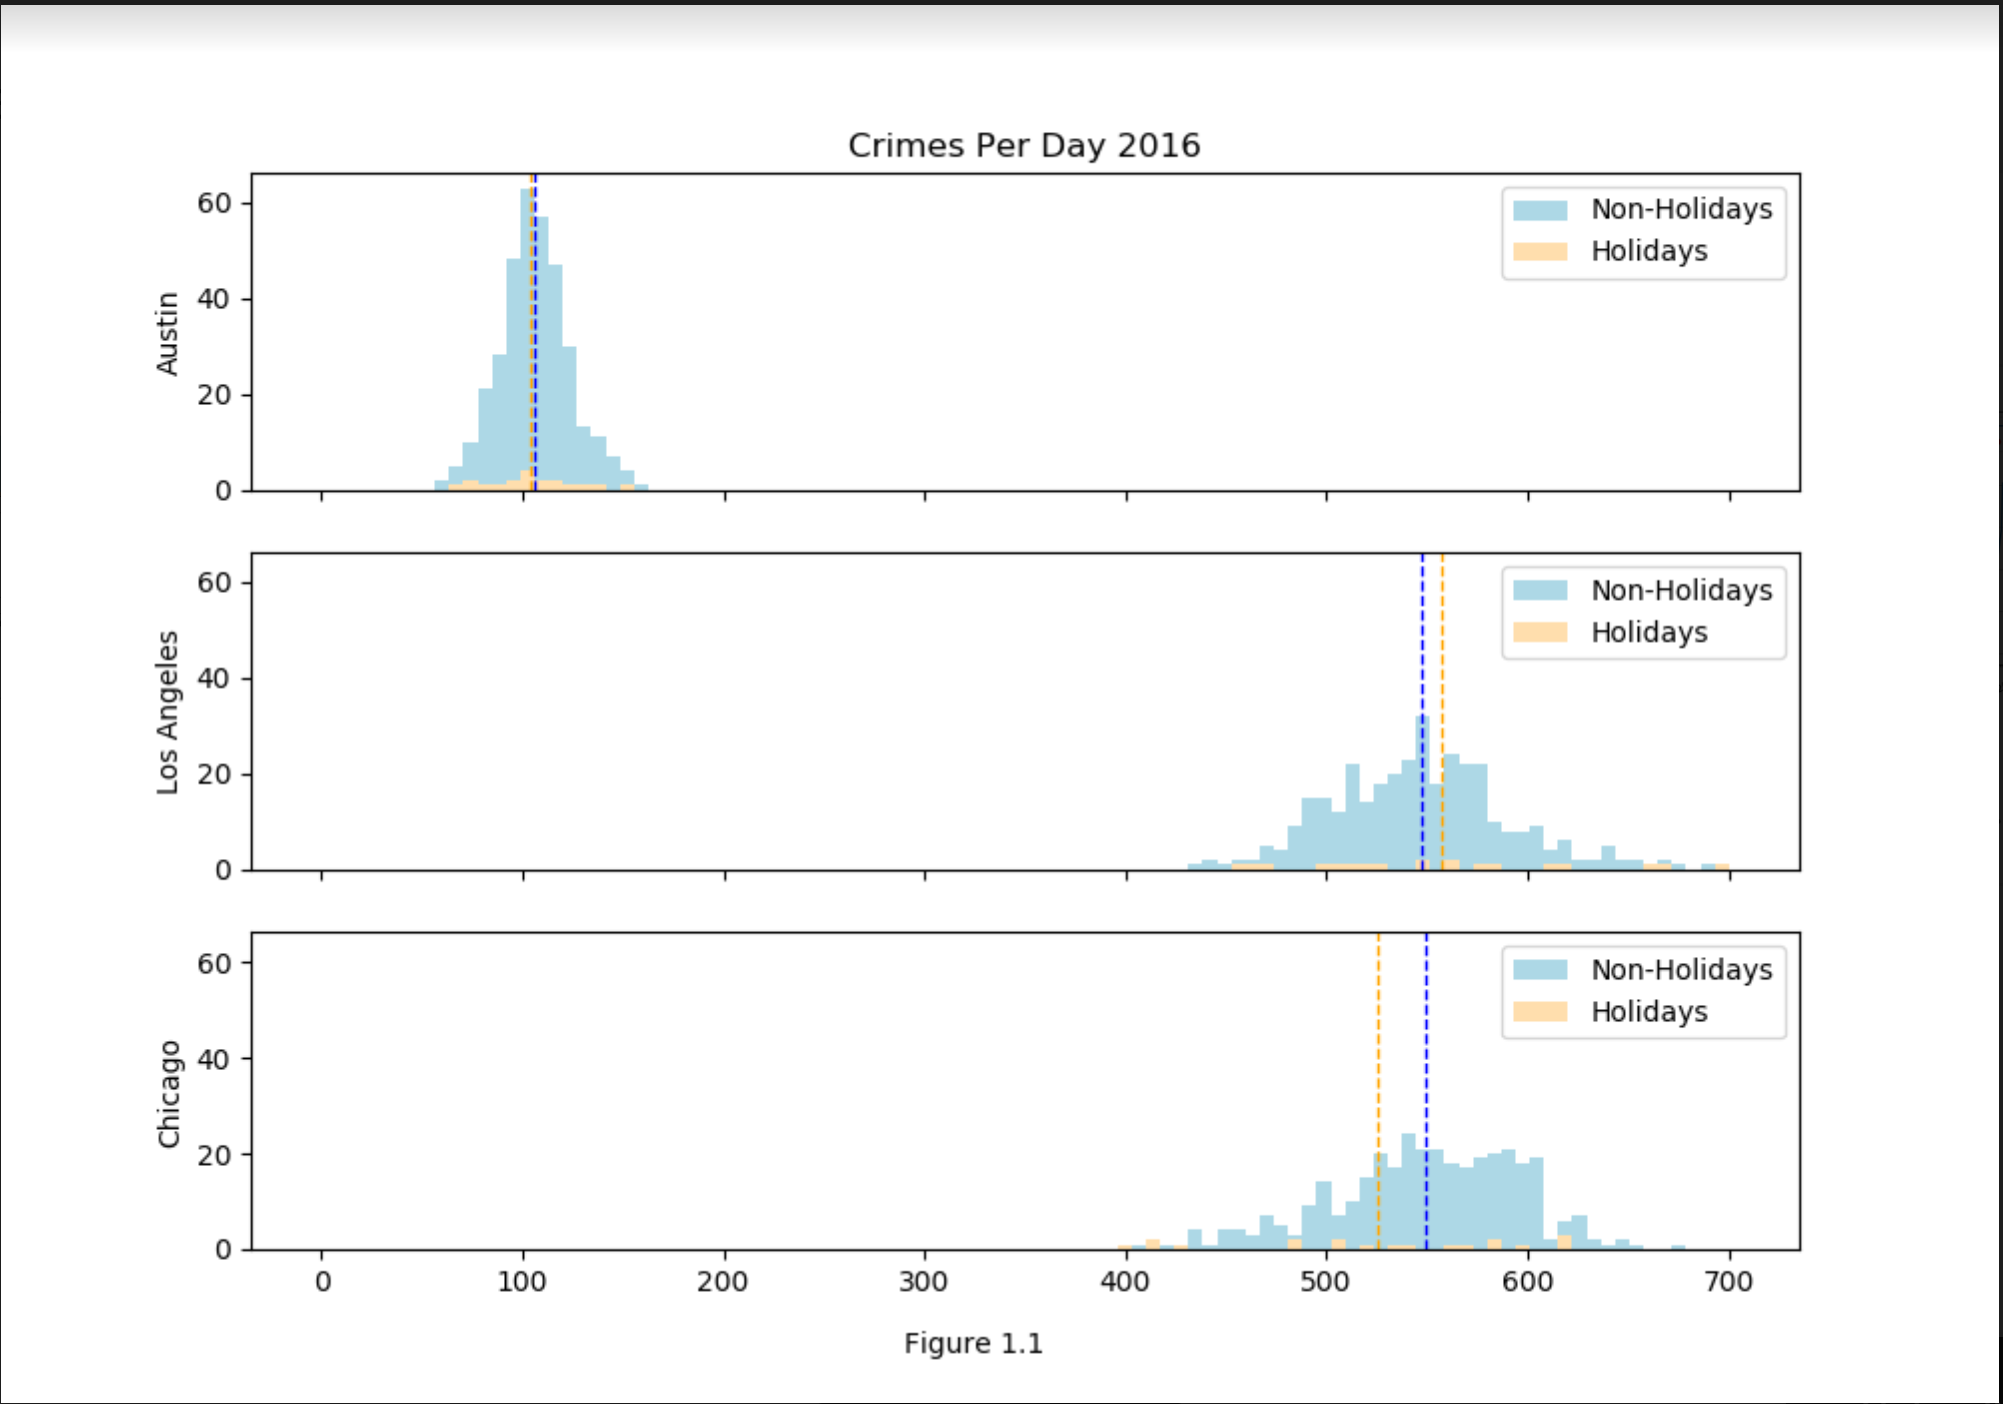 Crimes Per Day 2016
Austin
60
40
20
0
Non-Holidays
Holidays
Los Angeles
60
40
20
0
Non-Holidays
Holidays
Chicago
60
40
20
0
Non-Holidays
Holidays
0 100 200 300 400 500 600 700
Figure 1.1